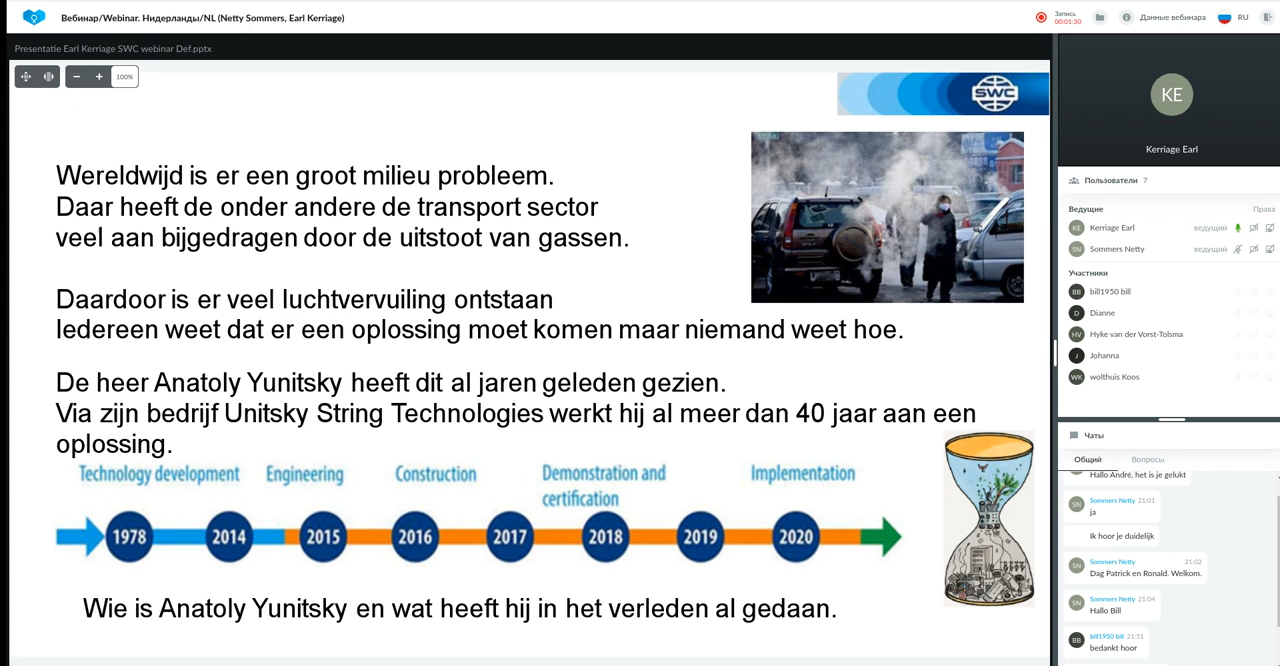 Вебинар/Webinar. Нидерланды/NL (Netty Sommers, Earl Kerriage)
Запись
00:01:30
Данные вебинара
RU
Presentatie Earl Kerriage SWC webinar Def.pptx
100%
SWC
Wereldwijd is er een groot milieu probleem.
Daar heeft de onder andere de transport sector
veel aan bijgedragen door de uitstoot van gassen.
Daardoor is er veel luchtvervuiling ontstaan
Iedereen weet dat er een oplossing moet komen maar niemand weet hoe.
De heer Anatoly Yunitsky heeft dit al jaren geleden gezien.
Via zijn bedrijf Unitsky String Technologies werkt hij al meer dan 40 jaar aan een
oplossing.
Technology development Engineering Construction Demonstration and Implementation
certification
1978 2014 2015 2016 2017 2018 2019 2020
Wie is Anatoly Yunitsky en wat heeft hij in het verleden al gedaan.
KE
Kerriage Earl
Пользователи 7
Ведущие Права
KE Kerriage Earl ведущий
SN Sommers Netty ведущий
Участники
BB bill1950 bill
D Dianne
HV Hyke van der Vorst-Tolsma
J Johanna
WK wolthuis Koos
Чаты
Общий Вопросы
Hallo André, het is je gelukt
SN Sommers Netty 21:01
ja
Ik hoor je duidelijk
SN Sommers Netty 21:02
Dag Patrick en Ronald. Welkom.
SN Sommers Netty 21:04
Hallo Bill
BB bill1950 bill 21:51
bedankt hoor